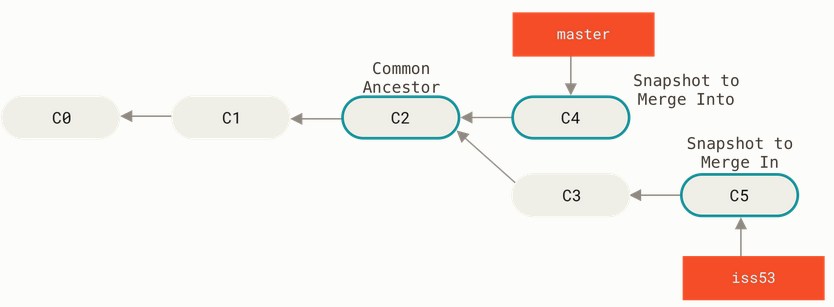 master
Common
Ancestor
Snapshot to
Merge Into
C0
C1
C2
C4
Snapshot to
Merge In
C3
C5
iss53